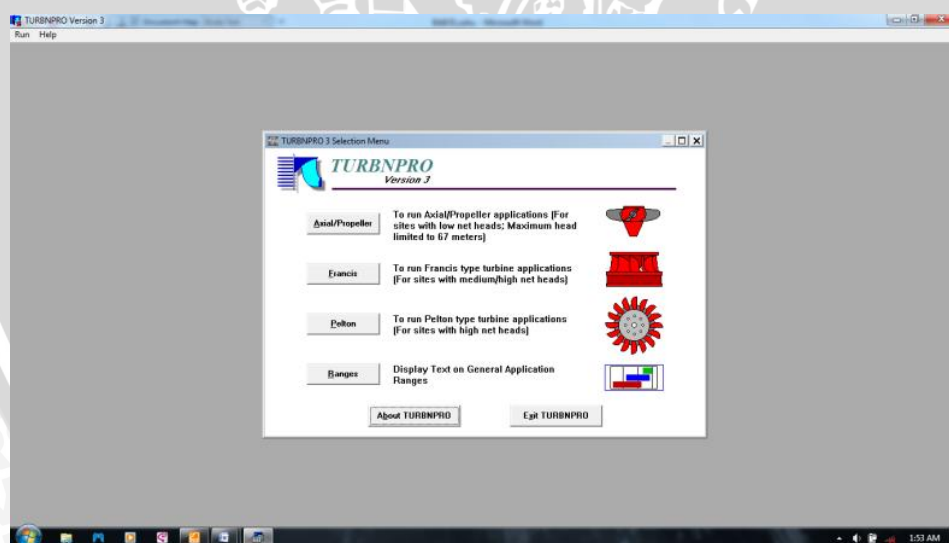 TURBNPRO Version 3
Run Help
TURBNPRO 3 Selection Menu
TURBNPRO
Version 3
Axial/Propeller
To run Axial/Propeller applications (For
sites with low net heads; Maximum head
limited to 67 meters)
Francis
To run Francis type turbine applications
(For sites with medium/high net heads)
Pelton
To run Pelton type turbine applications
(For sites with high net heads)
Ranges
Display Text on General Application
Ranges
About TURBNPRO
Exit TURBNPRO
1:53 AM